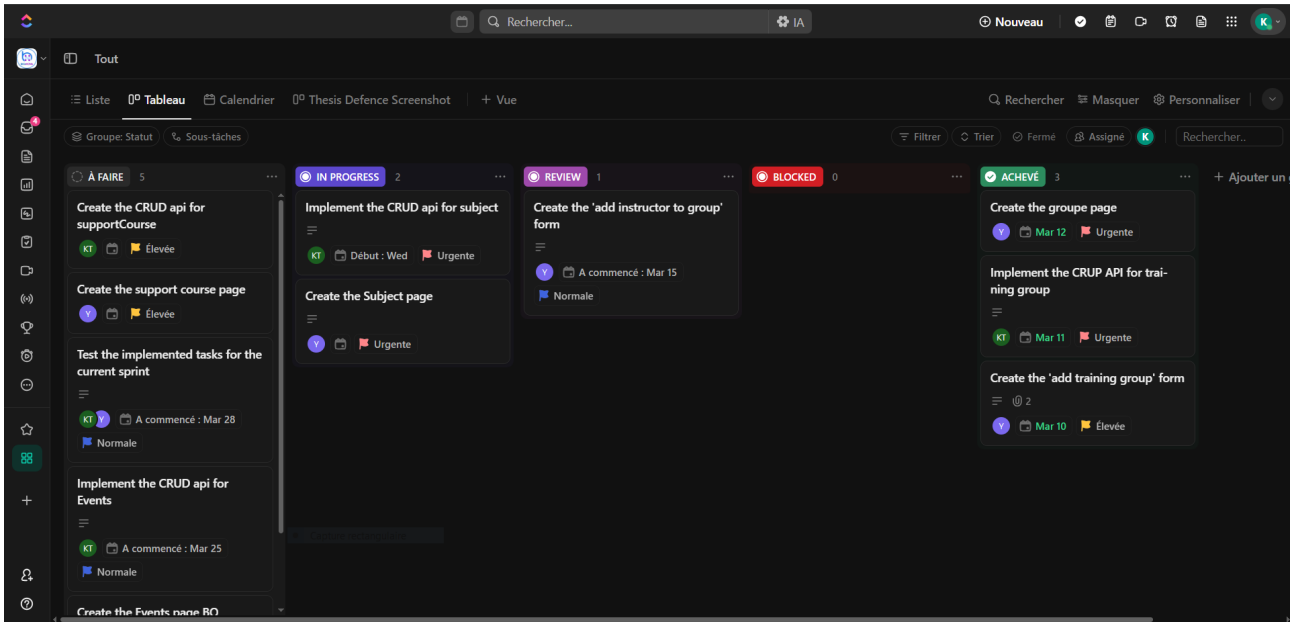 Rechercher...
IA
Nouveau
K
Tout
Liste
Tableau
Calendrier
Thesis Defence Screenshot
+ Vue
Rechercher
Masquer
Personnaliser
4
Groupe: Statut
Sous-tâches
Filtrer
Trier
Fermé
Assigné
K
Rechercher..
À FAIRE 5
Create the CRUD api for
supportCourse
KT
Élevée
Create the support course page
Y
Élevée
Test the implemented tasks for the
current sprint
KT Y A commencé : Mar 28
Normale
Implement the CRUD api for
Events
KT A commencé : Mar 25
Normale
Create the Events page BO
IN PROGRESS 2
Implement the CRUD api for subject
KT Début : Wed Urgente
Create the Subject page
Y Urgente
REVIEW 1
Create the 'add instructor to group'
form
Y A commencé : Mar 15
Normale
BLOCKED 0
ACHEVÉ 3
Create the groupe page
Y Mar 12 Urgente
Implement the CRUP API for trai-
ning group
KT Mar 11 Urgente
Create the 'add training group' form
2
Y Mar 10 Élevée
+ Ajouter un